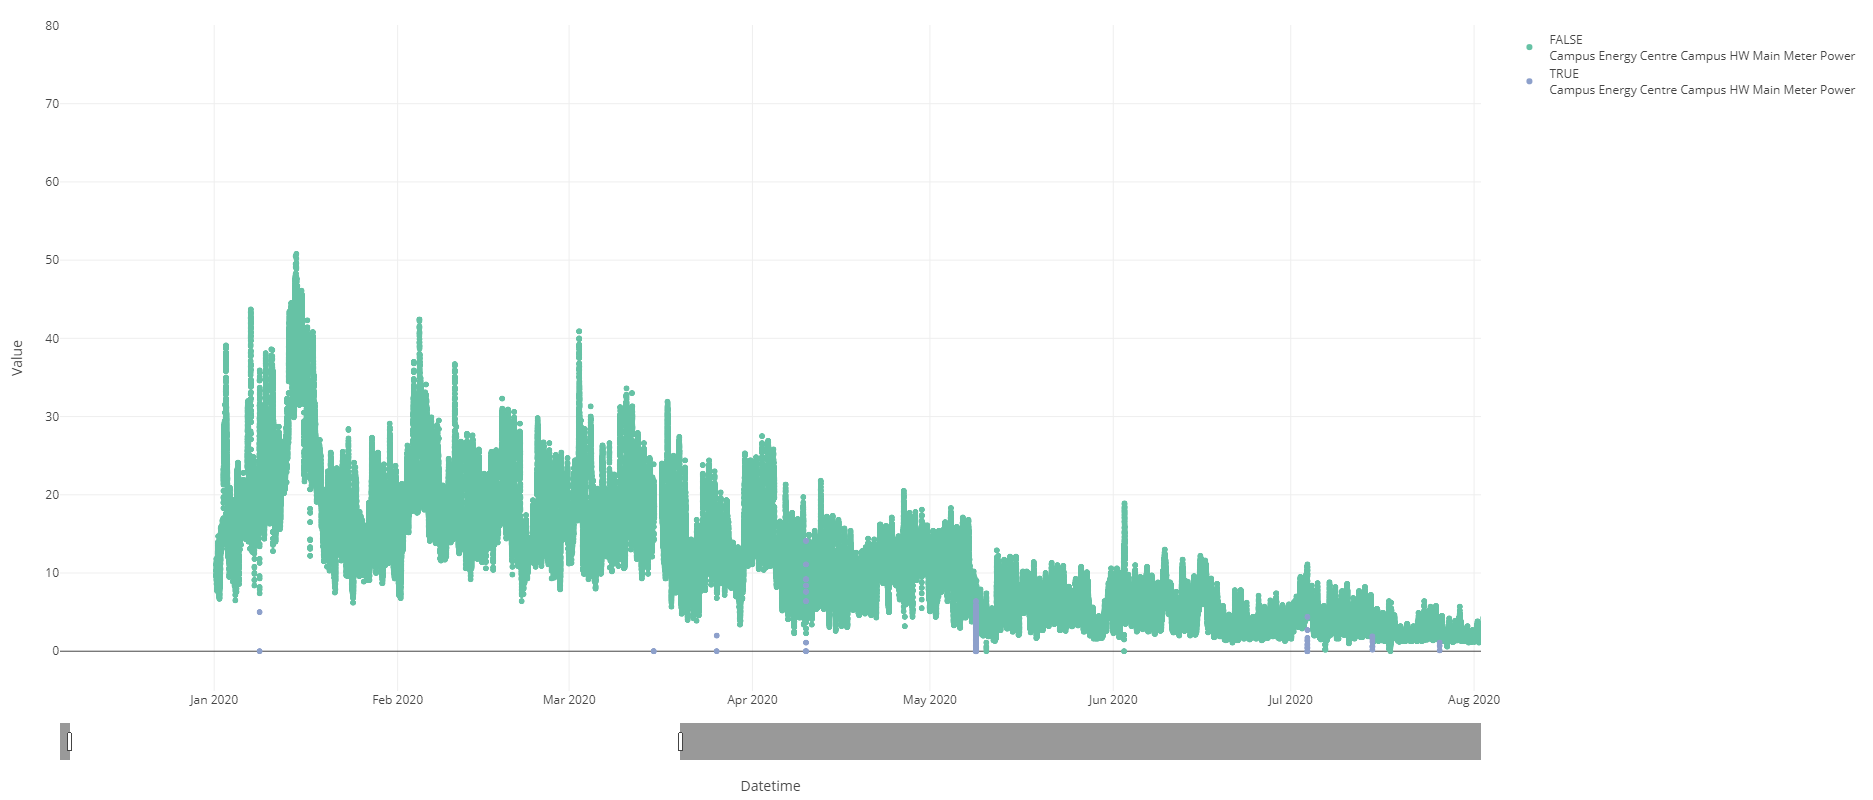 80
70
60
50
40
30
20
10
0
Value
Jan 2020
Feb 2020
Mar 2020
Apr 2020
May 2020
Jun 2020
Jul 2020
Aug 2020
Datetime
FALSE
Campus Energy Centre Campus HW Main Meter Power
TRUE
Campus Energy Centre Campus HW Main Meter Power